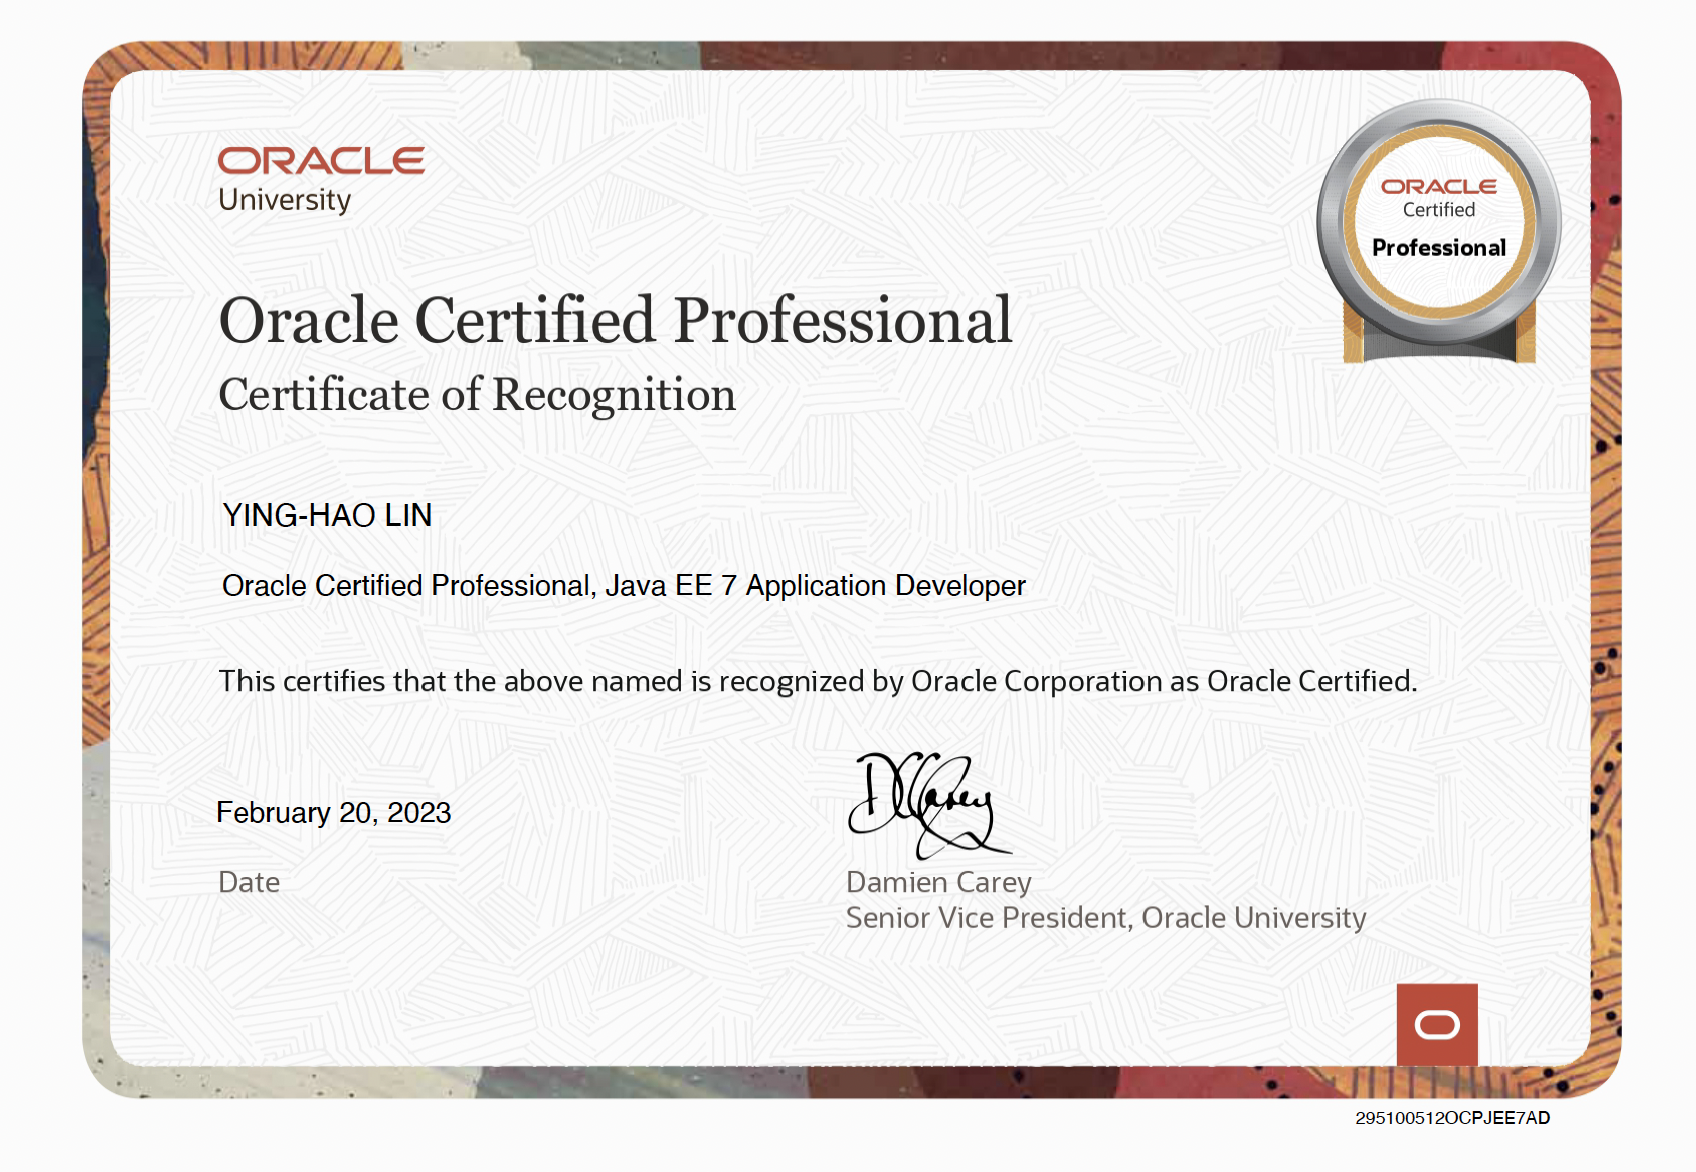 ORACLE
University
ORACLE
Certified
Professional
Oracle Certified Professional
Certificate of Recognition
YING-HAO LIN
Oracle Certified Professional, Java EE 7 Application Developer
This certifies that the above named is recognized by Oracle Corporation as Oracle Certified.
DCCarey
February 20, 2023
Date
Damien Carey
Senior Vice President, Oracle University
295100512OCPJEE7AD